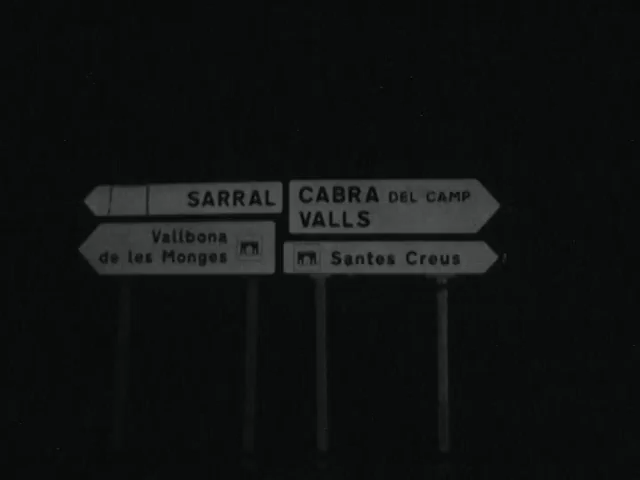 SARRAL
Vallbona
de les Monges
CABRA DEL CAMP
VALLS
Santes Creus